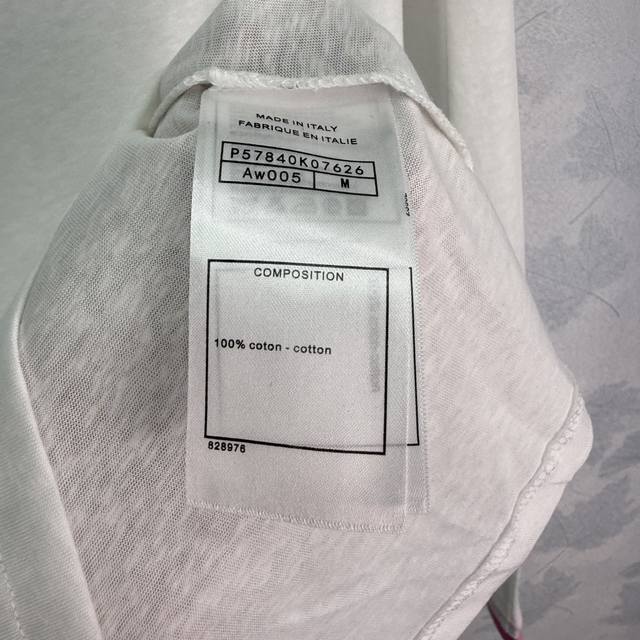 MADE IN ITALY
FABRIQUE EN ITALIE
P57840K07626
AW005 M
COMPOSITION
100% coton - cotton
828976